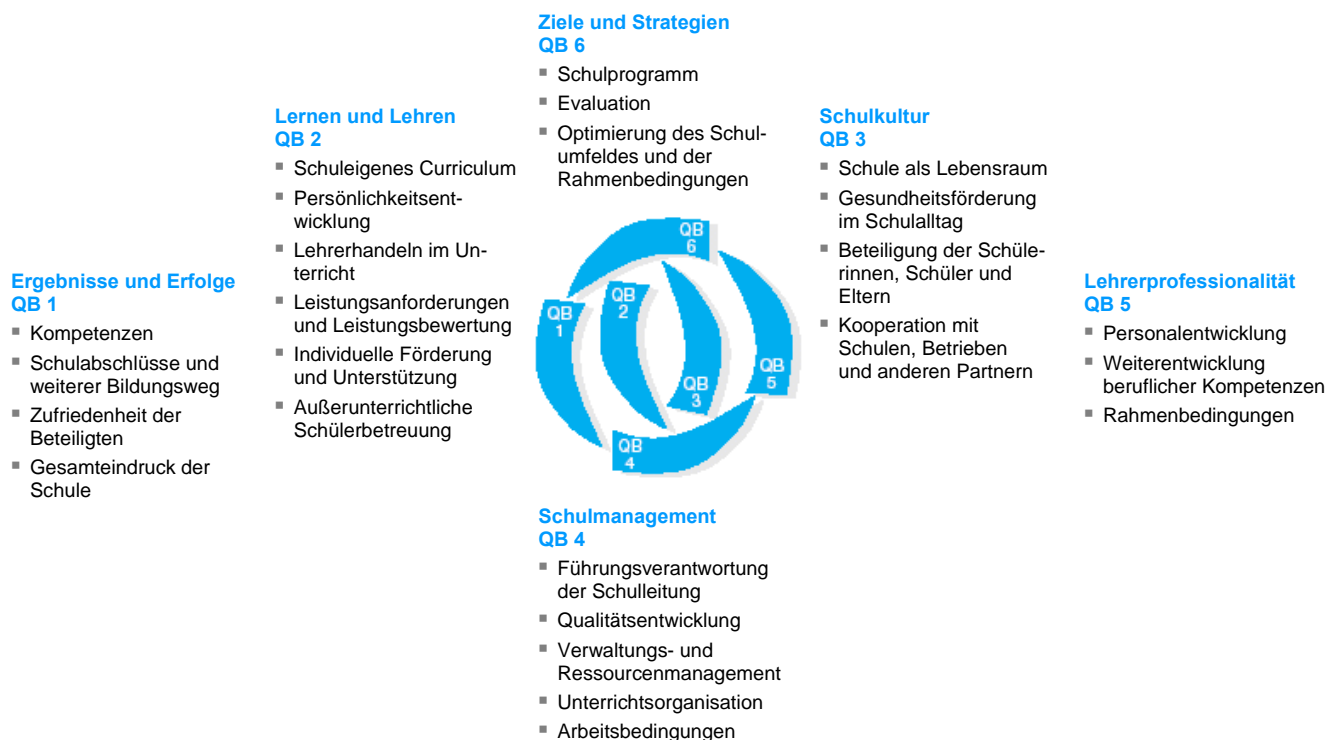 Ziele und Strategien
QB 6
Schulprogramm
Evaluation
Optimierung des Schul-
umfeldes und der
Rahmenbedingungen
Lernen und Lehren
QB 2
Schuleigenes Curriculum
Persönlichkeitsent-
wicklung
Lehrerhandeln im Un-
terricht
Leistungsanforderungen
und Leistungsbewertung
Individuelle Förderung
und Unterstützung
Außerunterrichtliche
Schülerbetreuung
Schulkultur
QB 3
Schule als Lebensraum
Gesundheitsförderung
im Schulalltag
Beteiligung der Schüle-
rinnen, Schüler und
Eltern
Kooperation mit
Schulen, Betrieben
und anderen Partnern
Ergebnisse und Erfolge
QB 1
Kompetenzen
Schulabschlüsse und
weiterer Bildungsweg
Zufriedenheit der
Beteiligten
Gesamteindruck der
Schule
QB
6
QB
1
QB
2
QB
3
QB
5
QB
4
Lehrerprofessionalität
QB 5
Personalentwicklung
Weiterentwicklung
beruflicher Kompetenzen
Rahmenbedingungen
Schulmanagement
QB 4
Führungsverantwortung
der Schulleitung
Qualitätsentwicklung
Verwaltungs- und
Ressourcenmanagement
Unterrichtsorganisation
Arbeitsbedingungen